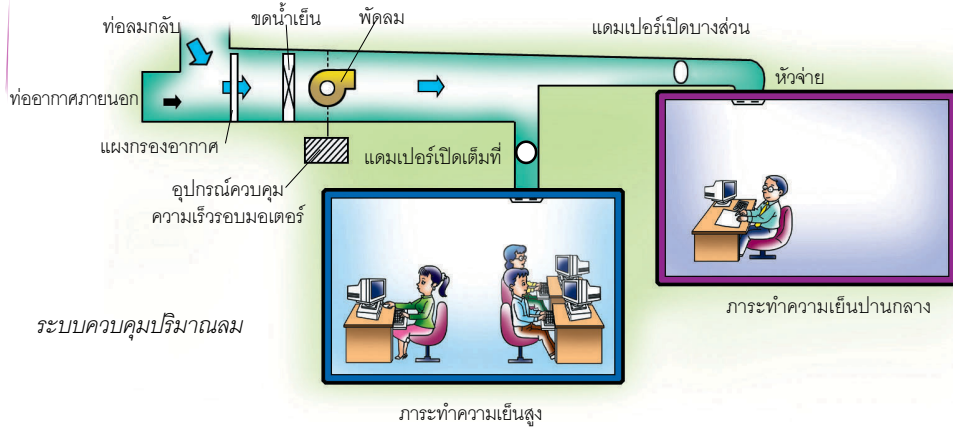 ท่อลมกลับ
ขดน้ำเย็น
พัดลม
แดมเปอร์เปิดบางส่วน
หัวจ่าย
ท่ออากาศภายนอก
แผงกรองอากาศ
แดมเปอร์เปิดเต็มที่
อุปกรณ์ควบคุม
ความเร็วรอบมอเตอร์
ภาระทำความเย็นปานกลาง
ระบบควบคุมปริมาณลม
ภาระทำความเย็นสูง